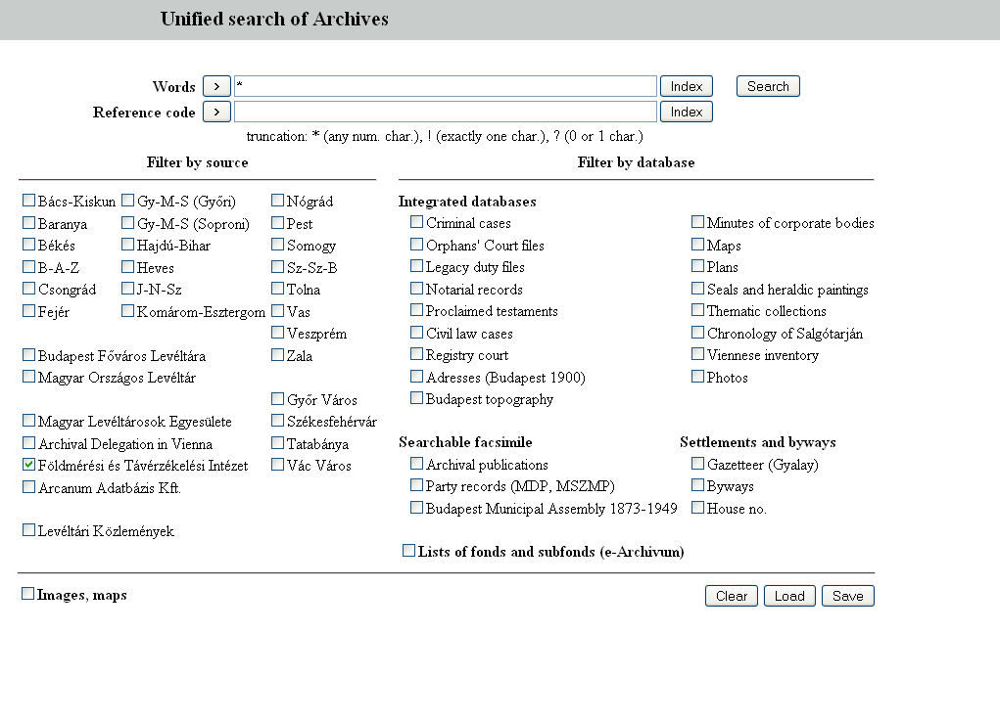 Unified search of Archives
Words > * Index Search
Reference code > Index
truncation: * (any num. char.), ! (exactly one char.), ? (0 or 1 char.)
Filter by source
Bács-Kiskun Gy-M-S (Győri) Nógrád
Baranya Gy-M-S (Soproni) Pest
Békés Hajdú-Bihar Somogy
B-A-Z Heves Sz-Sz-B
Csongrád J-N-Sz Tolna
Fejér Komárom-Esztergom Vas
Veszprém
Budapest Főváros Levéltára Zala
Magyar Országos Levéltár
Győr Város
Magyar Levéltárosok Egyesülete Székesfehérvár
Archival Delegation in Vienna Tatabánya
Földmérési és Távérzékelési Intézet Vác Város
Arcanum Adatbázis Kft.
Levéltári Közlemények
Filter by database
Integrated databases
Criminal cases Minutes of corporate bodies
Orphans' Court files Maps
Legacy duty files Plans
Notarial records Seals and heraldic paintings
Proclaimed testaments Thematic collections
Civil law cases Chronology of Salgótarján
Registry court Viennese inventory
Adresses (Budapest 1900) Photos
Budapest topography
Searchable facsimile Settlements and byways
Archival publications Gazetteer (Gyalay)
Party records (MDP, MSZMP) Byways
Budapest Municipal Assembly 1873-1949 House no.
Lists of fonds and subfonds (e-Archivum)
Images, maps Clear Load Save